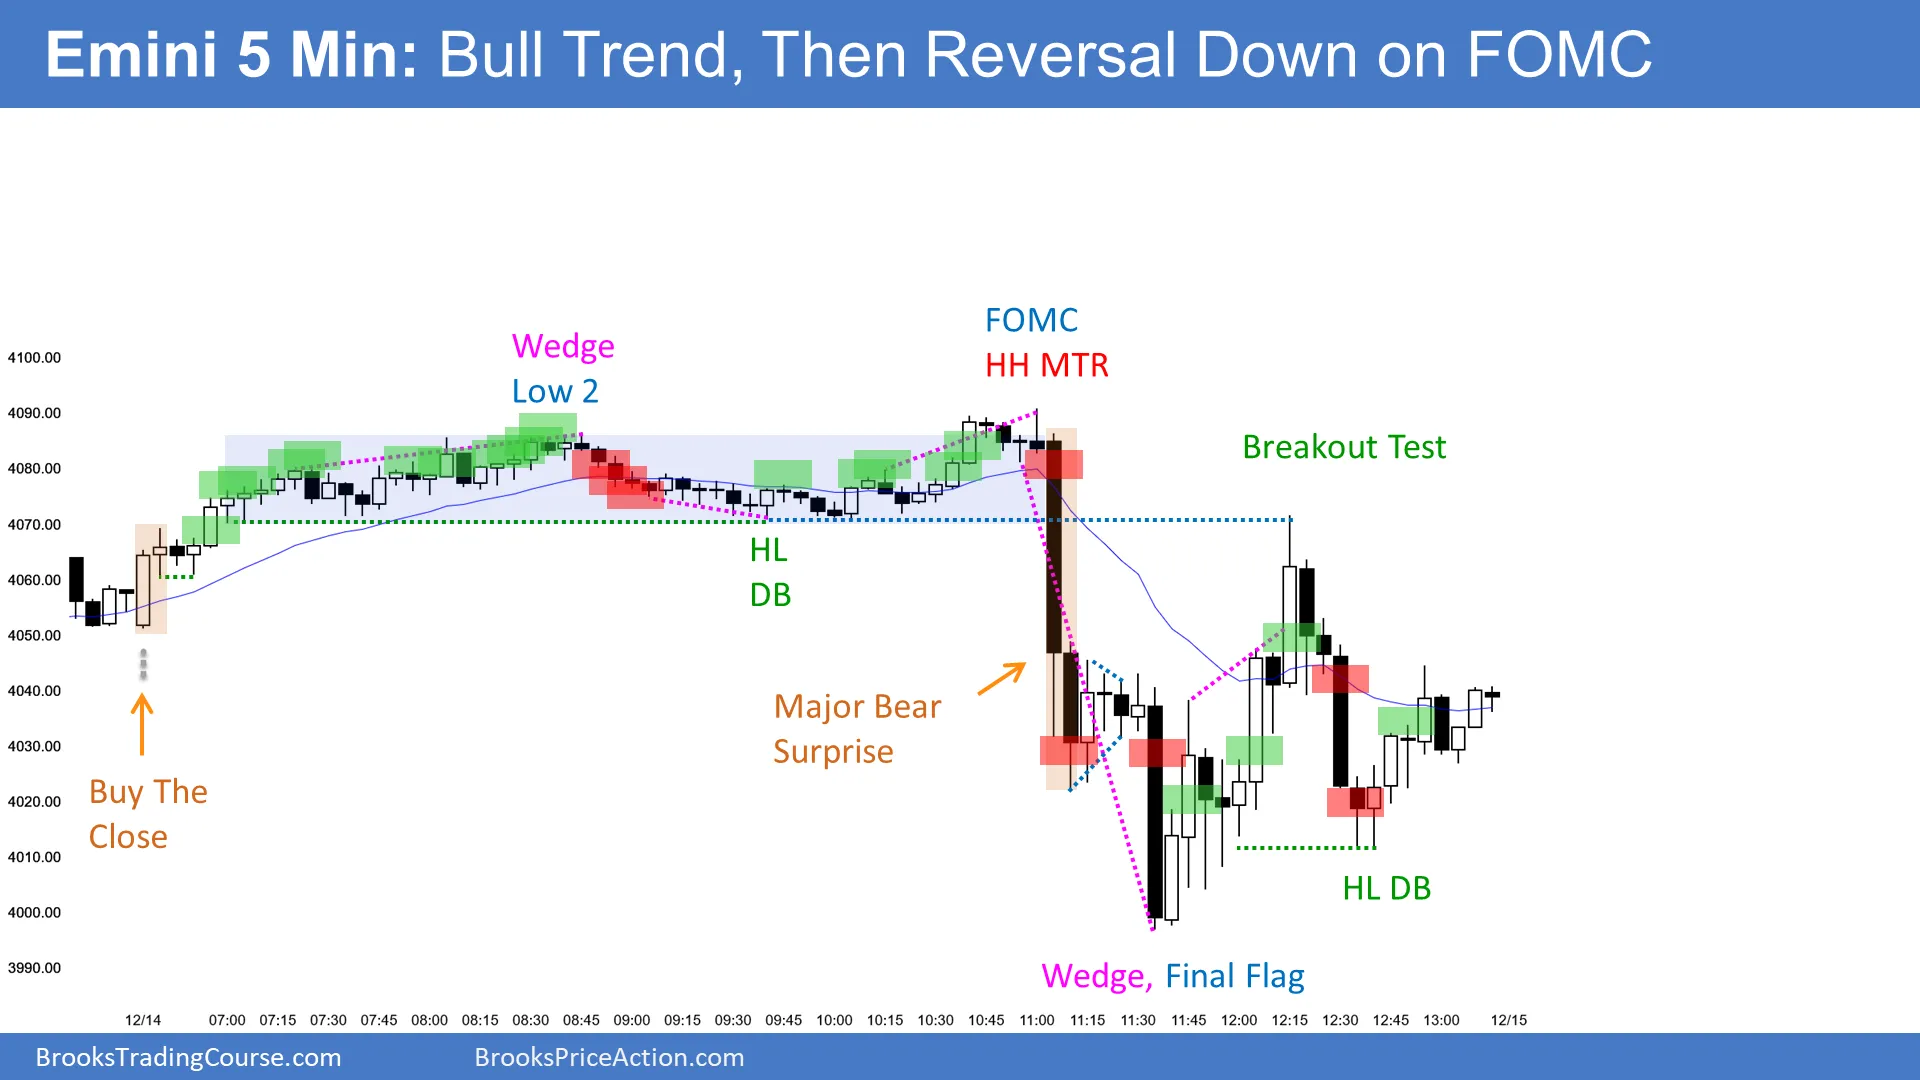 Emini 5 Min: Bull Trend, Then Reversal Down on FOMC
FOMC
HH MTR
Wedge
Low 2
Breakout Test
HL
DB
Major Bear
Surprise
Buy The
Close
HL DB
Wedge, Final Flag
4100.00
4090.00
4080.00
4070.00
4060.00
4050.00
4040.00
4030.00
4020.00
4010.00
4000.00
3990.00
12/14 07:00 07:15 07:30 07:45 08:00 08:15 08:30 08:45 09:00 09:15 09:30 09:45 10:00 10:15 10:30 10:45 11:00 11:15 11:30 11:45 12:00 12:15 12:30 12:45 13:00 12/15
BrooksTradingCourse.com BrooksPriceAction.com